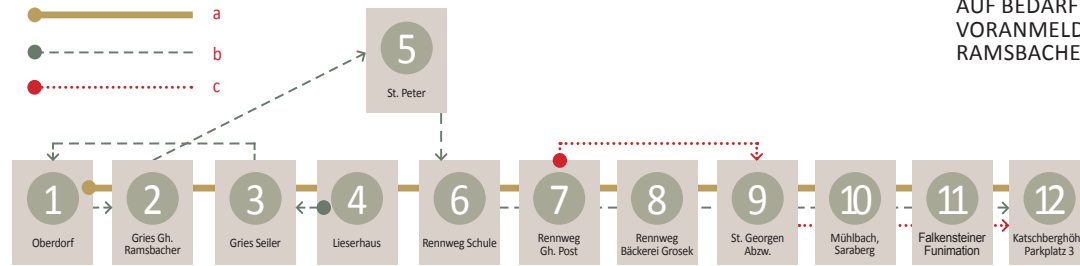 a
b
c
AUF BEDARF
VORANMELD
RAMSBACHE
5
St. Peter
1
Oberdorf
2
Gries Gh.
Ramsbacher
3
Gries Seiler
4
Lieserhaus
6
Rennweg Schule
7
Rennweg
Gh. Post
8
Rennweg
Bäckerei Grosek
9
St. Georgen
Abzw.
10
Mühlbach,
Saraberg
11
Falkensteiner
Funimation
12
Katschberghöh
Parkplatz 3